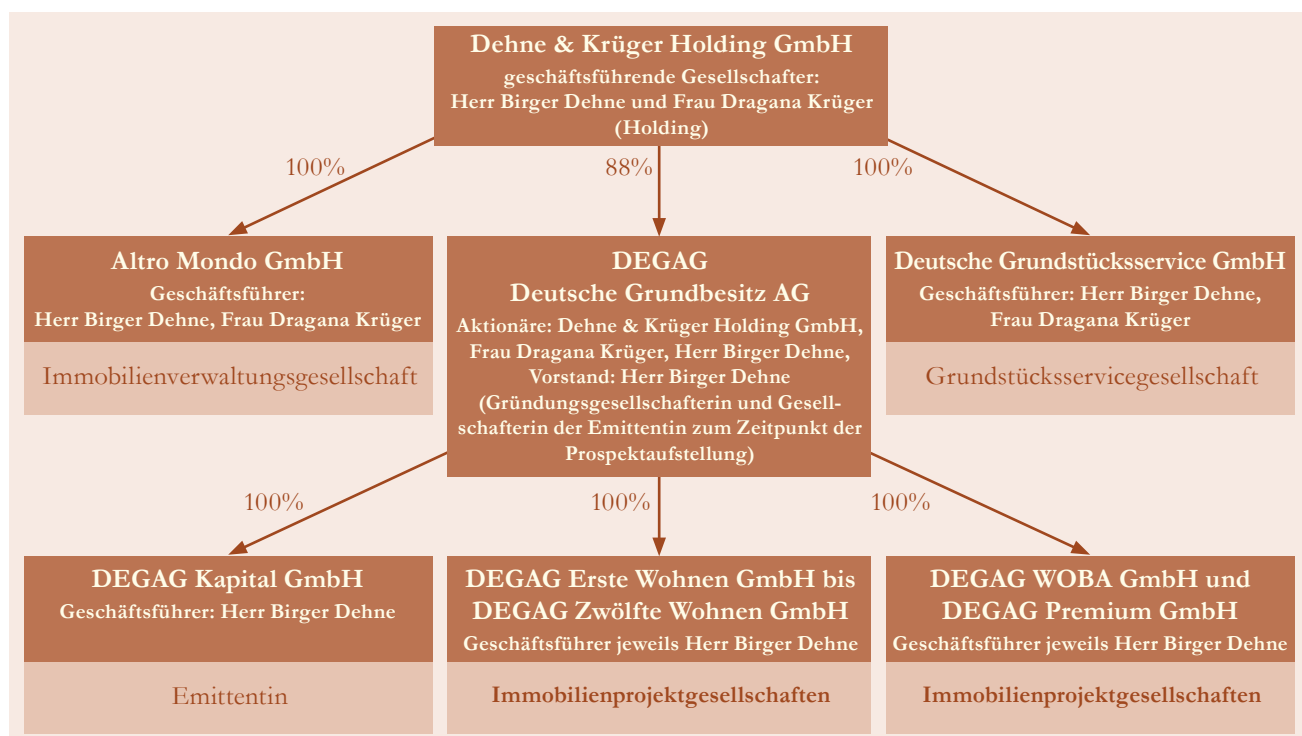 Dehne & Krüger Holding GmbH
geschäftsführende Gesellschafter:
Herr Birger Dehne und Frau Dragana Krüger
(Holding)
100%
88%
100%
Altro Mondo GmbH
Geschäftsführer:
Herr Birger Dehne, Frau Dragana Krüger
Immobilienverwaltungsgesellschaft
DEGAG
Deutsche Grundbesitz AG
Aktionäre: Dehne & Krüger Holding GmbH,
Frau Dragana Krüger, Herr Birger Dehne,
Vorstand: Herr Birger Dehne
(Gründungsgesellschafterin und Gesell-
schafterin der Emittentin zum Zeitpunkt der
Prospektaufstellung)
Deutsche Grundstücksservice GmbH
Geschäftsführer: Herr Birger Dehne,
Frau Dragana Krüger
Grundstücksservicegesellschaft
100%
100%
100%
DEGAG Kapital GmbH
Geschäftsführer: Herr Birger Dehne
Emittentin
DEGAG Erste Wohnen GmbH bis
DEGAG Zwölfte Wohnen GmbH
Geschäftsführer jeweils Herr Birger Dehne
Immobilienprojektgesellschaften
DEGAG WOBA GmbH und
DEGAG Premium GmbH
Geschäftsführer jeweils Herr Birger Dehne
Immobilienprojektgesellschaften